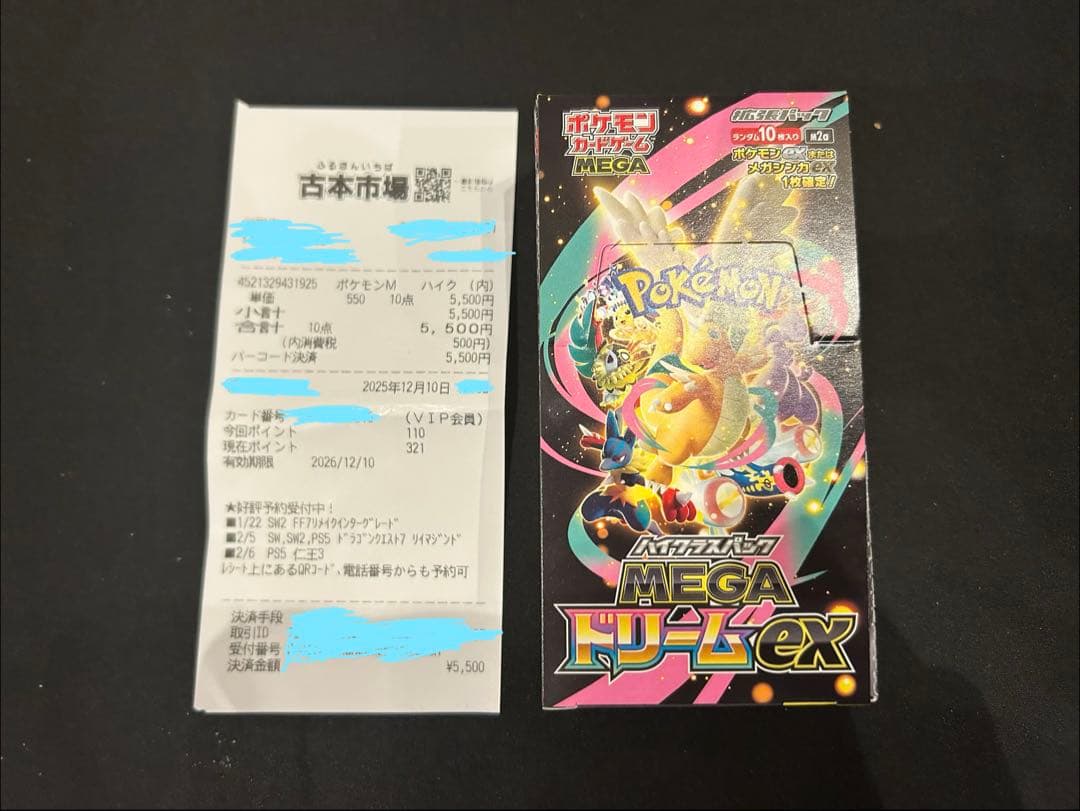 ふるほんいちば
古本市場
4521329431925 ポケモンM ハイク (内)
単価 550 10点 5,500円
小計 5,500円
合計 10点 5,500円
(内消費税 500円)
バーコード決済 5,500円
2025年12月10日
カード番号 (VIP会員)
今回ポイント 110
現在ポイント 321
有効期限 2026/12/10
★好評予約受付中!
■1/22 SW2 FF7リメイクインターグレード
■2/5 SW,SW2,PS5 ドラゴンクエスト7 リイマジンド
■2/6 PS5 仁王3
レシート上にあるQRコード、電話番号からも予約可
決済手段
取引ID
受付番号
決済金額 ¥5,500
ポケモン
カードゲーム
MEGA
拡張パック
ランダム10枚入り
ポケモンexまたは
メガシンカex
1枚確定!
POKéMON
ハイクラスパック
MEGA
ドリームex